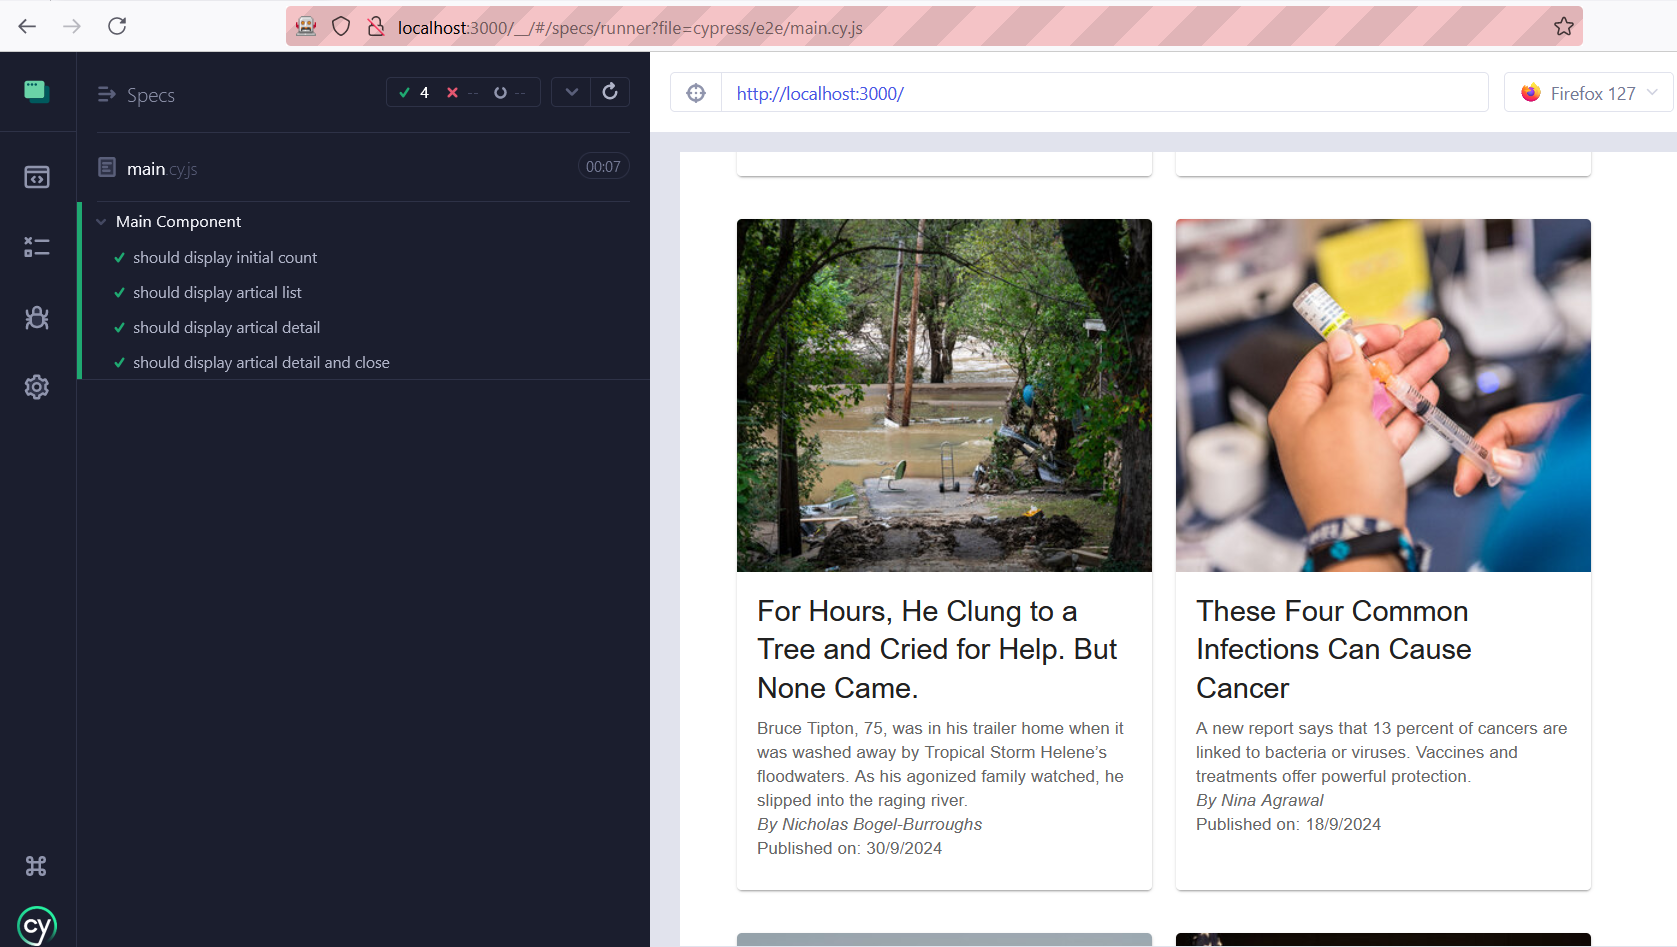 localhost:3000/__/#/specs/runner?file=cypress/e2e/main.cy.js
Specs
4 -- --
main.cy.js 00:07
Main Component
should display initial count
should display artical list
should display artical detail
should display artical detail and close
cy
http://localhost:3000/
Firefox 127
For Hours, He Clung to a
Tree and Cried for Help. But
None Came.
Bruce Tipton, 75, was in his trailer home when it
was washed away by Tropical Storm Helene’s
floodwaters. As his agonized family watched, he
slipped into the raging river.
By Nicholas Bogel-Burroughs
Published on: 30/9/2024
These Four Common
Infections Can Cause
Cancer
A new report says that 13 percent of cancers are
linked to bacteria or viruses. Vaccines and
treatments offer powerful protection.
By Nina Agrawal
Published on: 18/9/2024